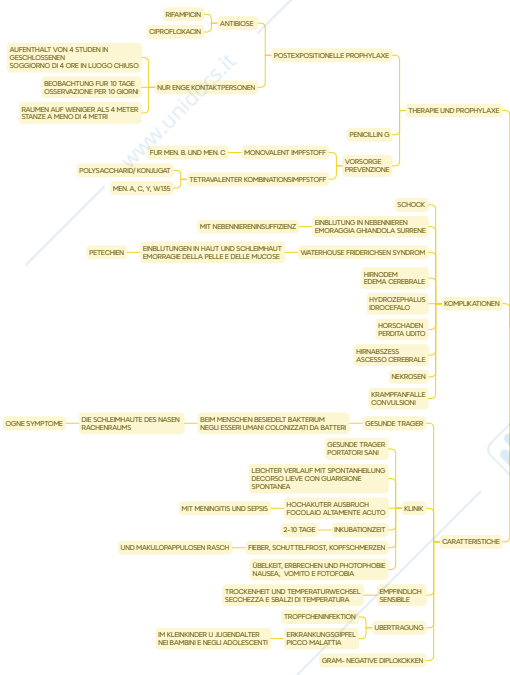 RIFAMPICIN
ANTIBIOSE
CIPROFLOXACIN
AUFENTHALT VON 4 STUDEN IN
GESCHLOSSENEN
SOGGIORNO DI 4 ORE IN LUOGO CHIUSO
POSTEXPOSITIONELLE PROPHYLAXE
BEOBACHTUNG FUR 10 TAGE
OSSERVAZIONE PER 10 GIORNI
NUR ENGE KONTAKTPERSONEN
RAUMEN AUF WENIGER ALS 4 METER
STANZE A MENO DI 4 METRI
THERAPIE UND PROPHYLAXE
PENICILLIN G
FUR MEN. B. UND MEN. C
MONOVALENT IMPFSTOFF
VORSORGE
PREVENZIONE
POLYSACCHARID/ KONJUGAT
TETRAVALENTER KOMBINATIONSIMPFSTOFF
MEN. A, C, Y, W135
SCHOCK
MIT NEBENNIERENINSUFFIZIENZ
EINBLUTUNG IN NEBENNIEREN
EMORAGGIA GHANDOLA SURRENE
PETECHIEN
EINBLUTUNGEN IN HAUT UND SCHLEIMHAUT
EMORRAGIE DELLA PELLE E DELLE MUCOSE
WATERHOUSE FRIDERICHSEN SYNDROM
HIRNODEM
EDEMA CEREBRALE
HYDROZEPHALUS
IDROCEFALO
KOMPLIKATIONEN
HORSCHADEN
PERDITA UDITO
HIRNABSZESS
ASCESSO CEREBRALE
NEKROSEN
KRAMPFANFALLE
CONVULSIONI
OGNE SYMPTOME
DIE SCHLEIMHAUTE DES NASEN
RACHENRAUMS
BEIM MENSCHEN BESIEDELT BAKTERIUM
NEGLI ESSERI UMANI COLONIZZATI DA BATTERI
GESUNDE TRAGER
GESUNDE TRAGER
PORTATORI SANI
LEICHTER VERLAUF MIT SPONTANHEILUNG
DECORSO LIEVE CON GUARIGIONE
SPONTANEA
MIT MENINGITIS UND SEPSIS
HOCHAKUTER AUSBRUCH
FOCOLAIO ALTAMENTE ACUTO
KLINIK
2-10 TAGE
INKUBATIONZEIT
UND MAKULOPAPPULOSEN RASCH
FIEBER, SCHUTTELFROST, KOPFSCHMERZEN
CARATTERISTICHE
ÜBELKEIT, ERBRECHEN UND PHOTOPHOBIE
NAUSEA, VOMITO E FOTOFOBIA
TROCKENHEIT UND TEMPERATURWECHSEL
SECCHEZZA E SBALZI DI TEMPERATURA
EMPFINDLICH
SENSIBILE
TROPFCHENINFEKTION
UBERTRAGUNG
IM KLEINKINDER U JUGENDALTER
NEI BAMBINI E NEGLI ADOLESCENTI
ERKRANKUNGSGIPFEL
PICCO MALATTIA
GRAM- NEGATIVE DIPLOKOKKEN
www.unidocs.it